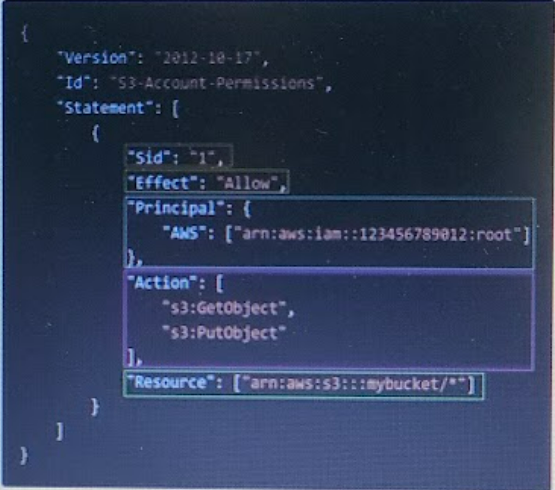 {
"Version": "2012-10-17",
"Id": "S3-Account-Permissions",
"Statement": [
{
"Sid": "1",
"Effect": "Allow",
"Principal": {
"AWS": ["arn:aws:iam::123456789012:root"]
},
"Action": [
"s3:GetObject",
"s3:PutObject"
],
"Resource": ["arn:aws:s3:::mybucket/*"]
}
]
}